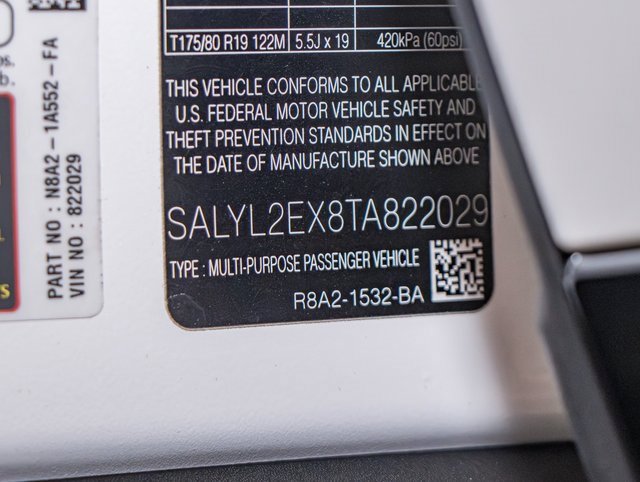 T175/80 R19 122M 5.5J x 19 420kPa (60psi)
THIS VEHICLE CONFORMS TO ALL APPLICABLE
U.S. FEDERAL MOTOR VEHICLE SAFETY AND
THEFT PREVENTION STANDARDS IN EFFECT ON
THE DATE OF MANUFACTURE SHOWN ABOVE
SALYL2EX8TA822029
TYPE : MULTI-PURPOSE PASSENGER VEHICLE
R8A2-1532-BA
PART NO : N8A2-1A552-FA
VIN NO : 822029